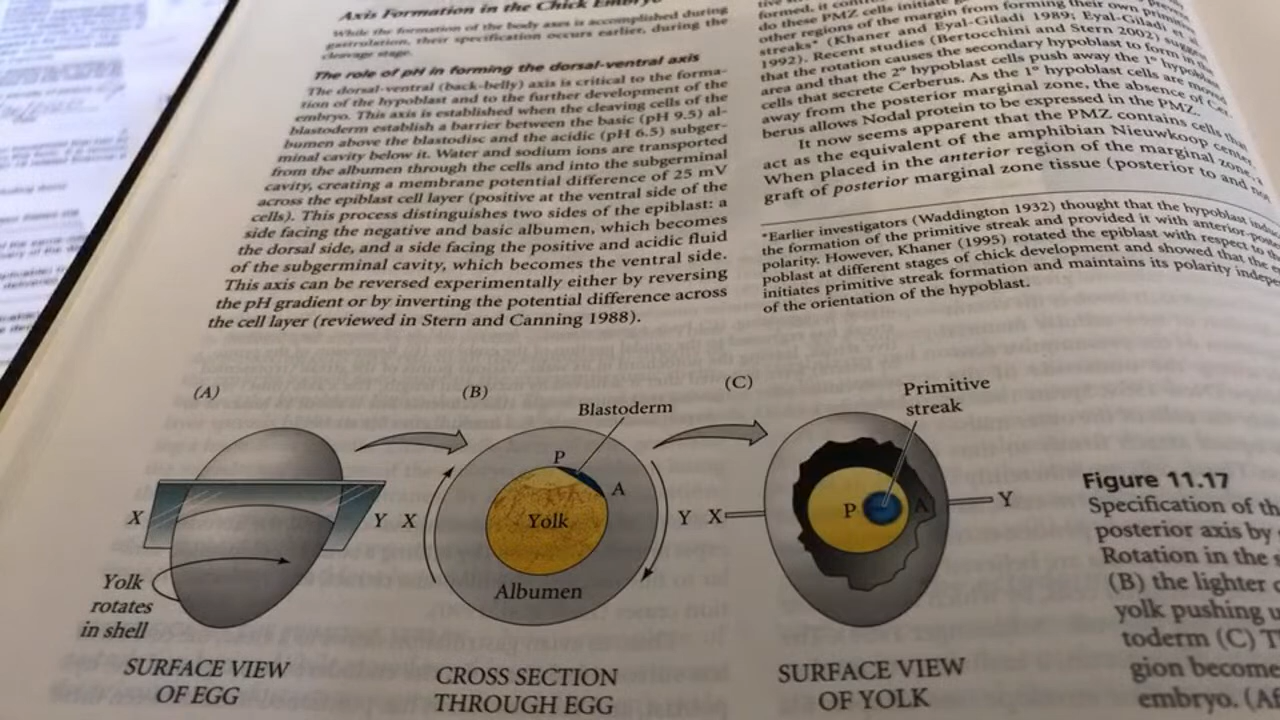 Axis Formation in the Chick Embryo
While the formation of the body axes is accomplished during
gastrulation, their specification occurs earlier, during the
cleavage stage.
The role of pH in forming the dorsal-ventral axis
The dorsal-ventral (back-belly) axis is critical to the forma-
tion of the hypoblast and to the further development of the
embryo. This axis is established when the cleaving cells of the
blastoderm establish a barrier between the basic (pH 9.5) al-
bumen above the blastodisc and the acidic (pH 6.5) subger-
minal cavity below it. Water and sodium ions are transported
from the albumen through the cells and into the subgerminal
cavity, creating a membrane potential difference of 25 mV
across the epiblast cell layer (positive at the ventral side of the
cells). This process distinguishes two sides of the epiblast: a
side facing the negative and basic albumen, which becomes
the dorsal side, and a side facing the positive and acidic fluid
of the subgerminal cavity, which becomes the ventral side.
This axis can be reversed experimentally either by reversing
the pH gradient or by inverting the potential difference across
the cell layer (reviewed in Stern and Canning 1988).
do these PMZ cells initiate
other regions of the margin from forming their own
streaks* (Khaner and Eyal-Giladi 1989; Eyal-Giladi et
1992). Recent studies (Bertocchini and Stern 2002)
that the rotation causes the secondary hypoblast to form in the
area and that the 2° hypoblast cells push away the 1°
cells that secrete Cerberus. As the 1° hypoblast cells are moved
away from the posterior marginal zone, the absence of Cer-
berus allows Nodal protein to be expressed in the PMZ.
It now seems apparent that the PMZ contains cells that
act as the equivalent of the amphibian Nieuwkoop center.
When placed in the anterior region of the marginal zone,
graft of posterior marginal zone tissue (posterior to and
*Earlier investigators (Waddington 1932) thought that the hypoblast
the formation of the primitive streak and provided it with
polarity. However, Khaner (1995) rotated the epiblast with respect to
poblast at different stages of chick development and showed that the
initiates primitive streak formation and maintains its polarity
of the orientation of the hypoblast.
(A)
X
Y
Yolk
rotates
in shell
SURFACE VIEW
OF EGG
(B)
Blastoderm
P
A
X
Yolk
Y
Albumen
CROSS SECTION
THROUGH EGG
(C)
Primitive
streak
X
P
A
Y
SURFACE VIEW
OF YOLK
Figure 11.17
Specification of
posterior axis by
Rotation in the
(B) the lighter
yolk pushing
toderm (C)
gion become
embryo.